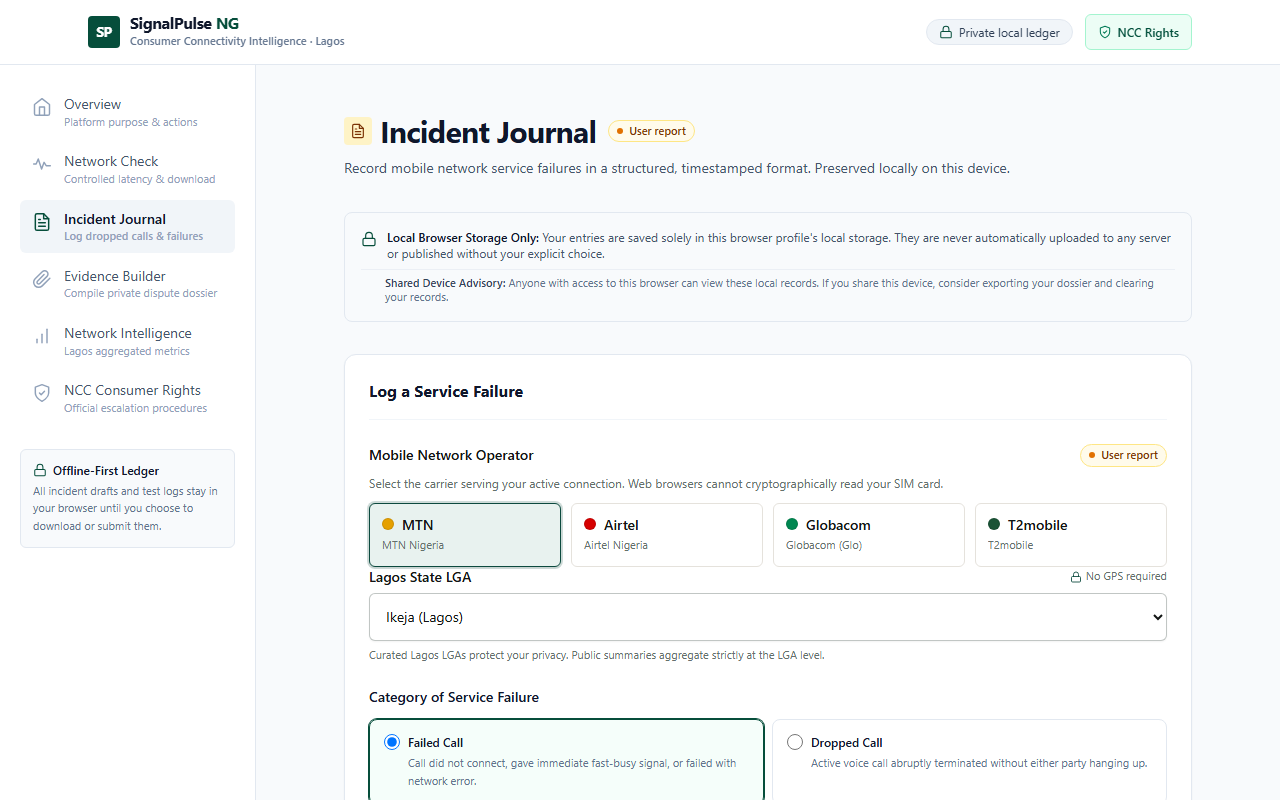 SP
SignalPulse NG
Consumer Connectivity Intelligence · Lagos
Private local ledger
NCC Rights
Overview
Platform purpose & actions
Network Check
Controlled latency & download
Incident Journal
Log dropped calls & failures
Evidence Builder
Compile private dispute dossier
Network Intelligence
Lagos aggregated metrics
NCC Consumer Rights
Official escalation procedures
Offline-First Ledger
All incident drafts and test logs stay in
your browser until you choose to
download or submit them.
Incident Journal
User report
Record mobile network service failures in a structured, timestamped format. Preserved locally on this device.
Local Browser Storage Only: Your entries are saved solely in this browser profile's local storage. They are never automatically uploaded to any server
or published without your explicit choice.
Shared Device Advisory: Anyone with access to this browser can view these local records. If you share this device, consider exporting your dossier and clearing
your records.
Log a Service Failure
Mobile Network Operator
User report
Select the carrier serving your active connection. Web browsers cannot cryptographically read your SIM card.
MTN
MTN Nigeria
Airtel
Airtel Nigeria
Globacom
Globacom (Glo)
T2mobile
T2mobile
Lagos State LGA
No GPS required
Ikeja (Lagos)
Curated Lagos LGAs protect your privacy. Public summaries aggregate strictly at the LGA level.
Category of Service Failure
Failed Call
Call did not connect, gave immediate fast-busy signal, or failed with
network error.
Dropped Call
Active voice call abruptly terminated without either party hanging up.